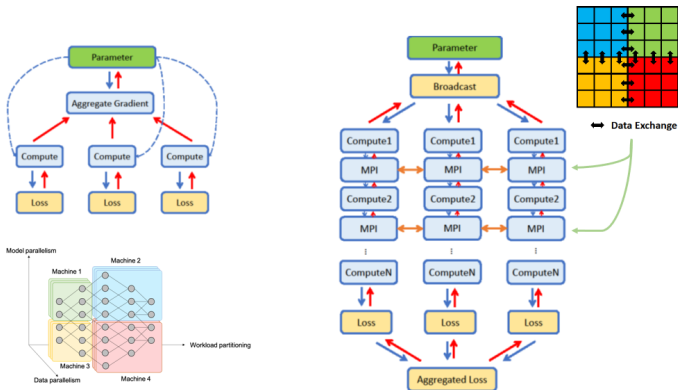 Parameter
Aggregate Gradient
Compute Compute Compute
Loss Loss Loss
Model parallelism
Machine 2
Machine 1
Workload partitioning
Machine 3
Data parallelism
Machine 4
Parameter
Broadcast
Compute1 Compute1 Compute1
MPI MPI MPI
Compute2 Compute2 Compute2
MPI MPI MPI
ComputeN ComputeN ComputeN
Loss Loss Loss
Aggregated Loss
Data Exchange